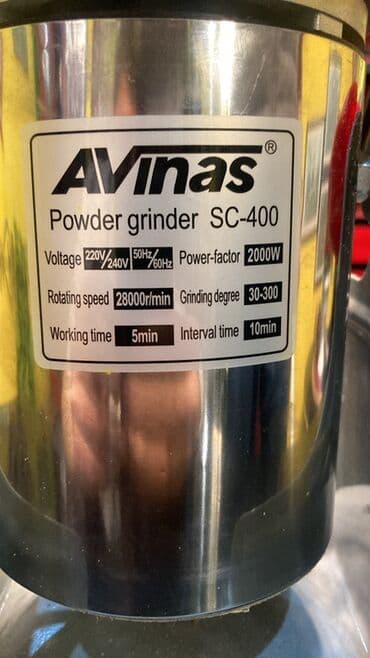 AVinas®
Powder grinder SC-400
Voltage 220V/240V 50Hz/60Hz Power-factor 2000W
Rotating speed 28000r/min Grinding degree 30-300
Working time 5min Interval time 10min